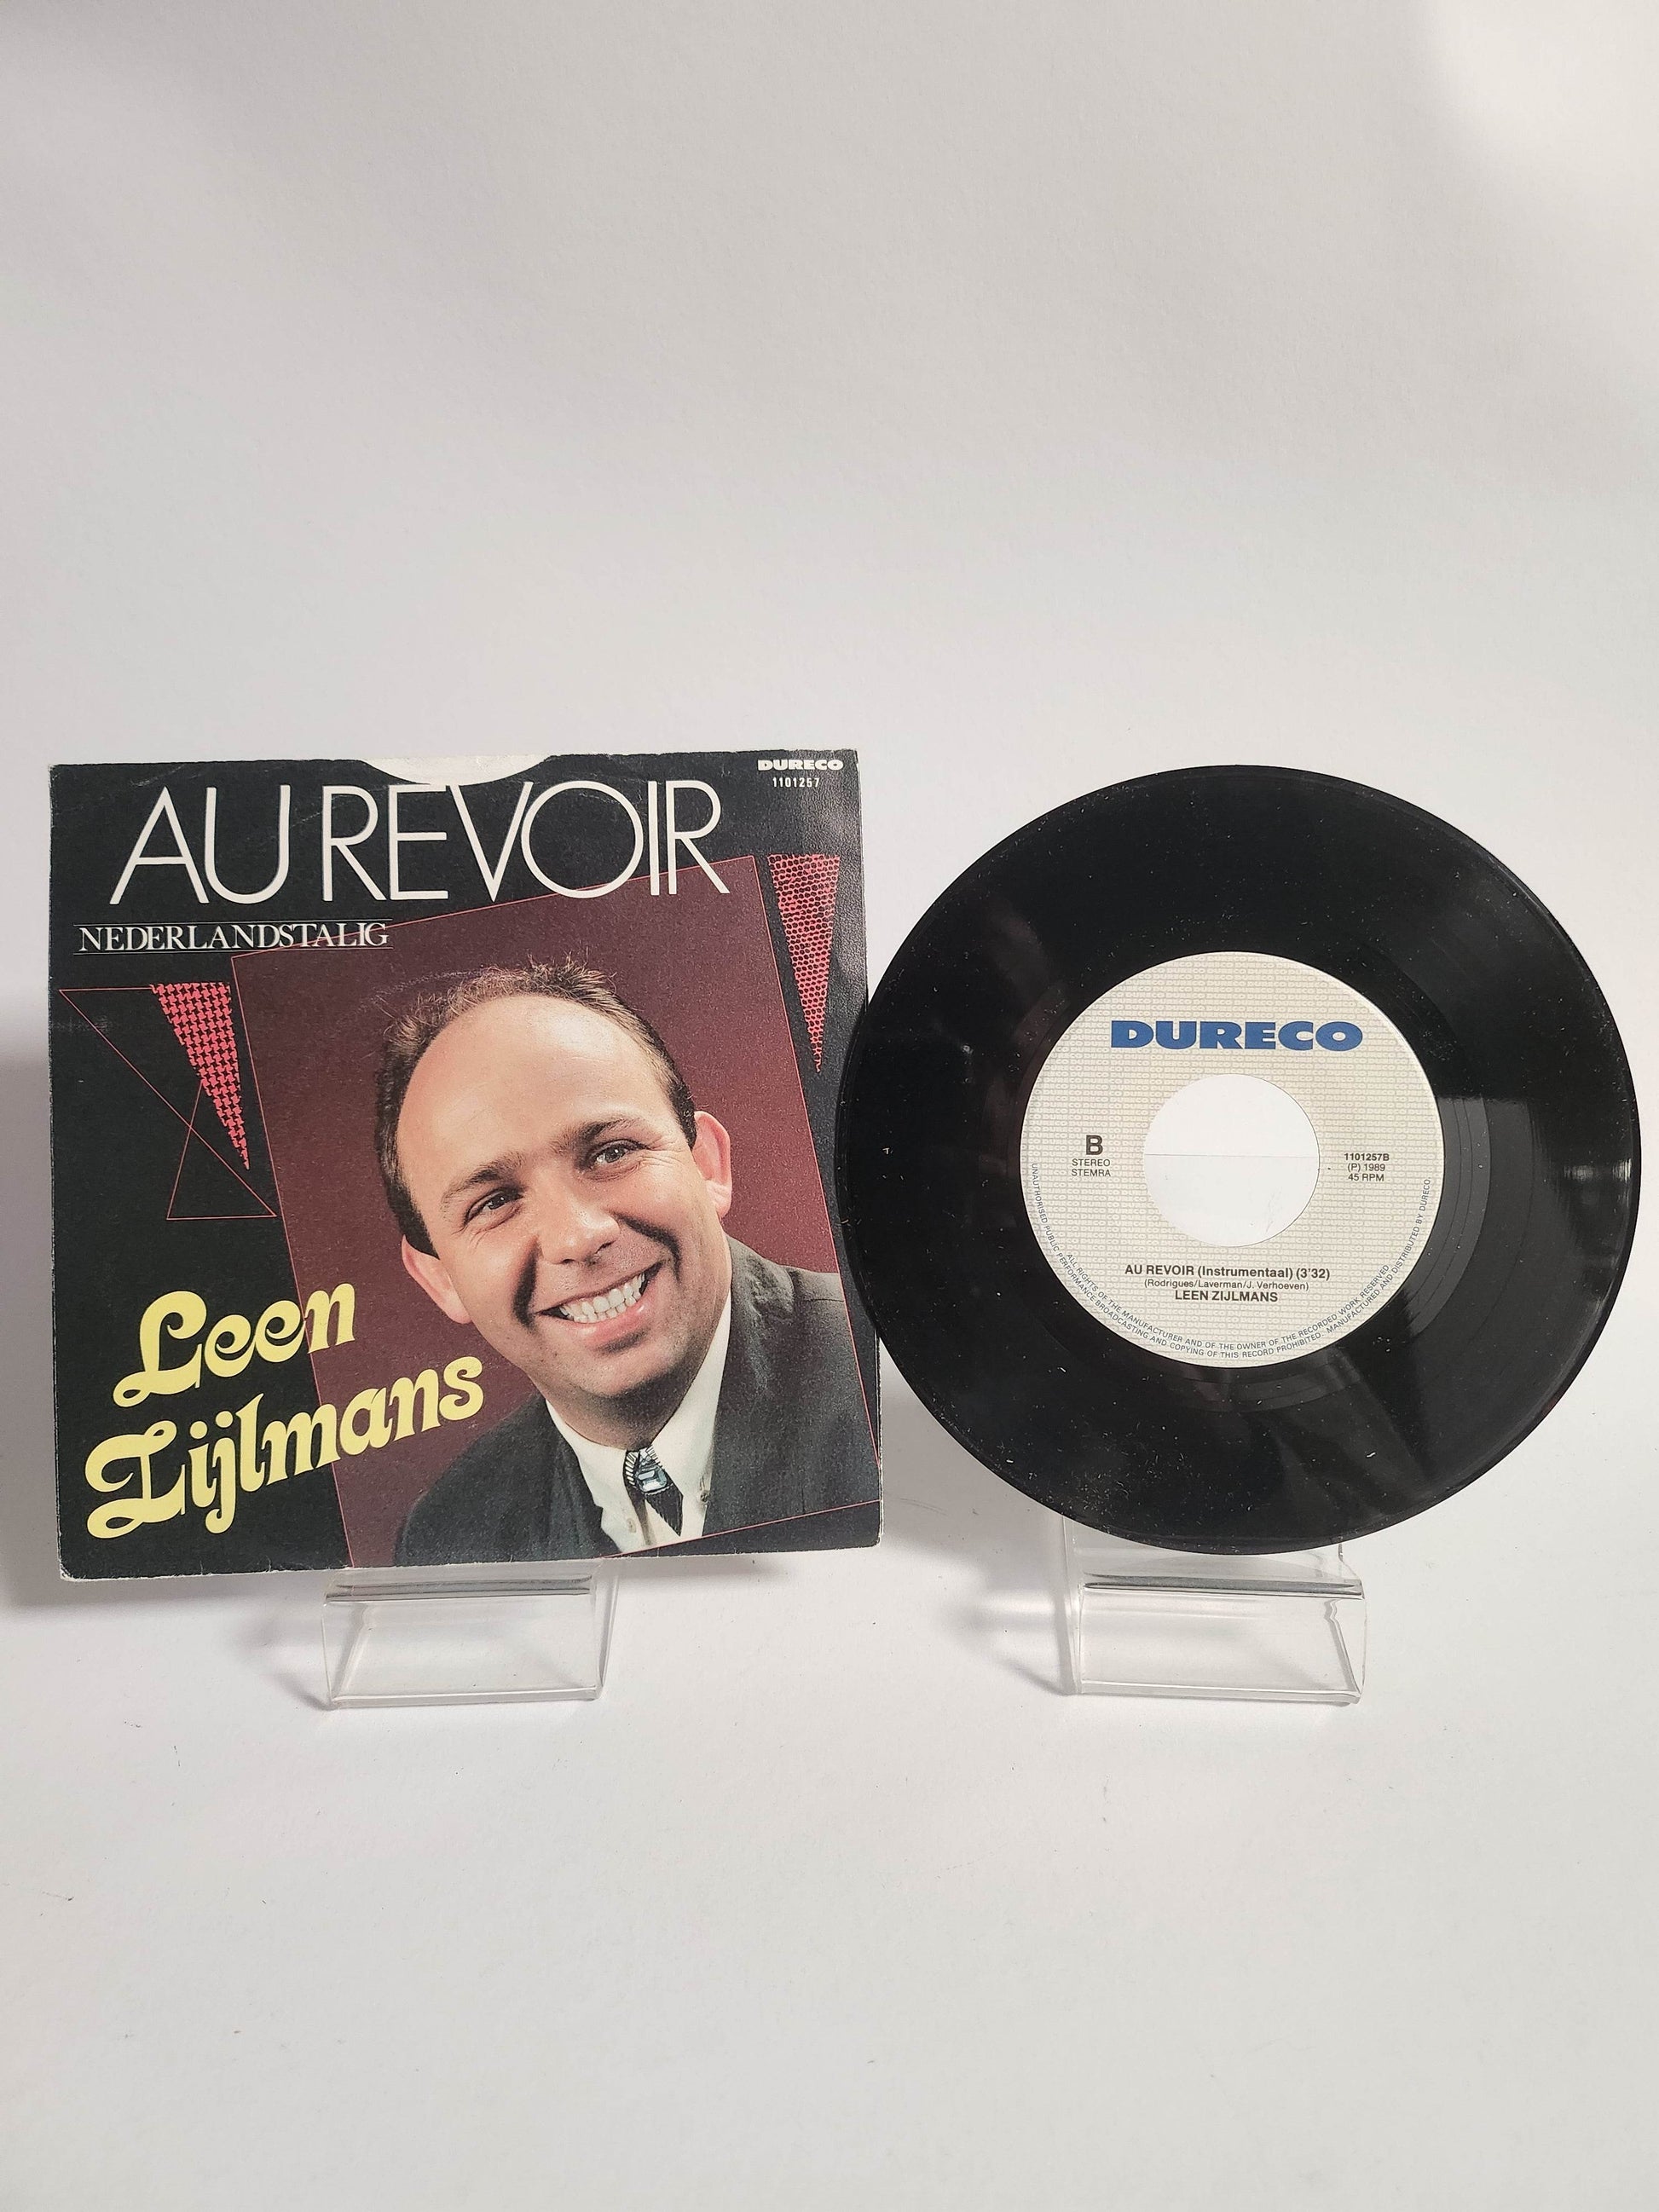 DURECO
1101257
AU REVOIR
NEDERLANDSTALIG
Leen
Zijlmans
DURECO
B
STEREO
STEMRA
1101257B
(P) 1989
45 RPM
AU REVOIR (Instrumentaal) (3'32)
(Rodrigues/Laverman/J. Verhoeven)
LEEN ZIJLMANS
ALL RIGHTS OF THE MANUFACTURER AND OF THE OWNER OF THE RECORDED WORK RESERVED
UNAUTHORISED PUBLIC PERFORMANCE BROADCASTING AND COPYING OF THIS RECORD PROHIBITED - MANUFACTURED AND DISTRIBUTED BY DURECO